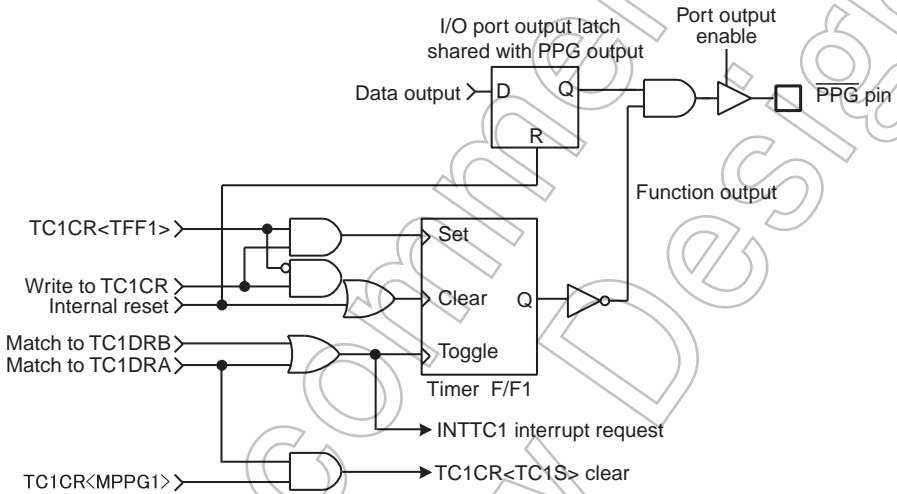 I/O port output latch
shared with PPG output
Port output
enable
Data output
D
Q
R
PPG pin
Function output
TC1CR<TFF1>
Set
Write to TC1CR
Internal reset
Clear
Q
Match to TC1DRB
Match to TC1DRA
Toggle
Timer F/F1
INTTC1 interrupt request
TC1CR<TC1S> clear
TC1CR<MPPG1>